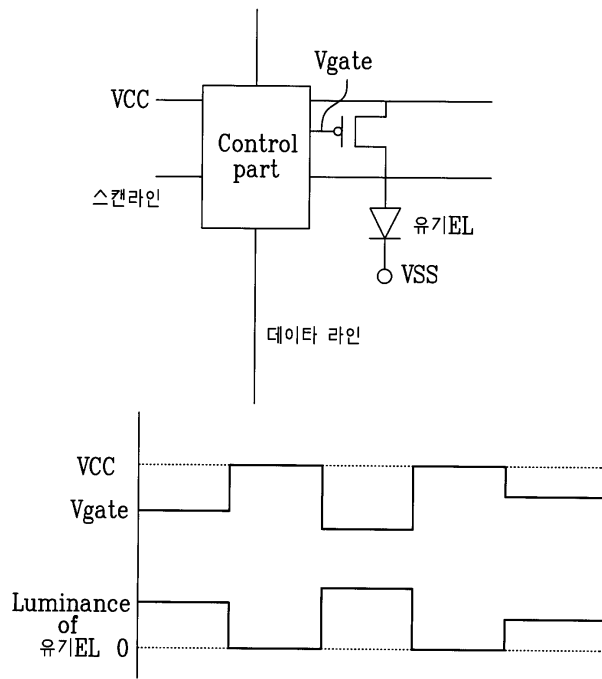 Vgate
VCC
Control
part
스캔라인
유기EL
VSS
데이타 라인
VCC
Vgate
Luminance
of
유기EL 0